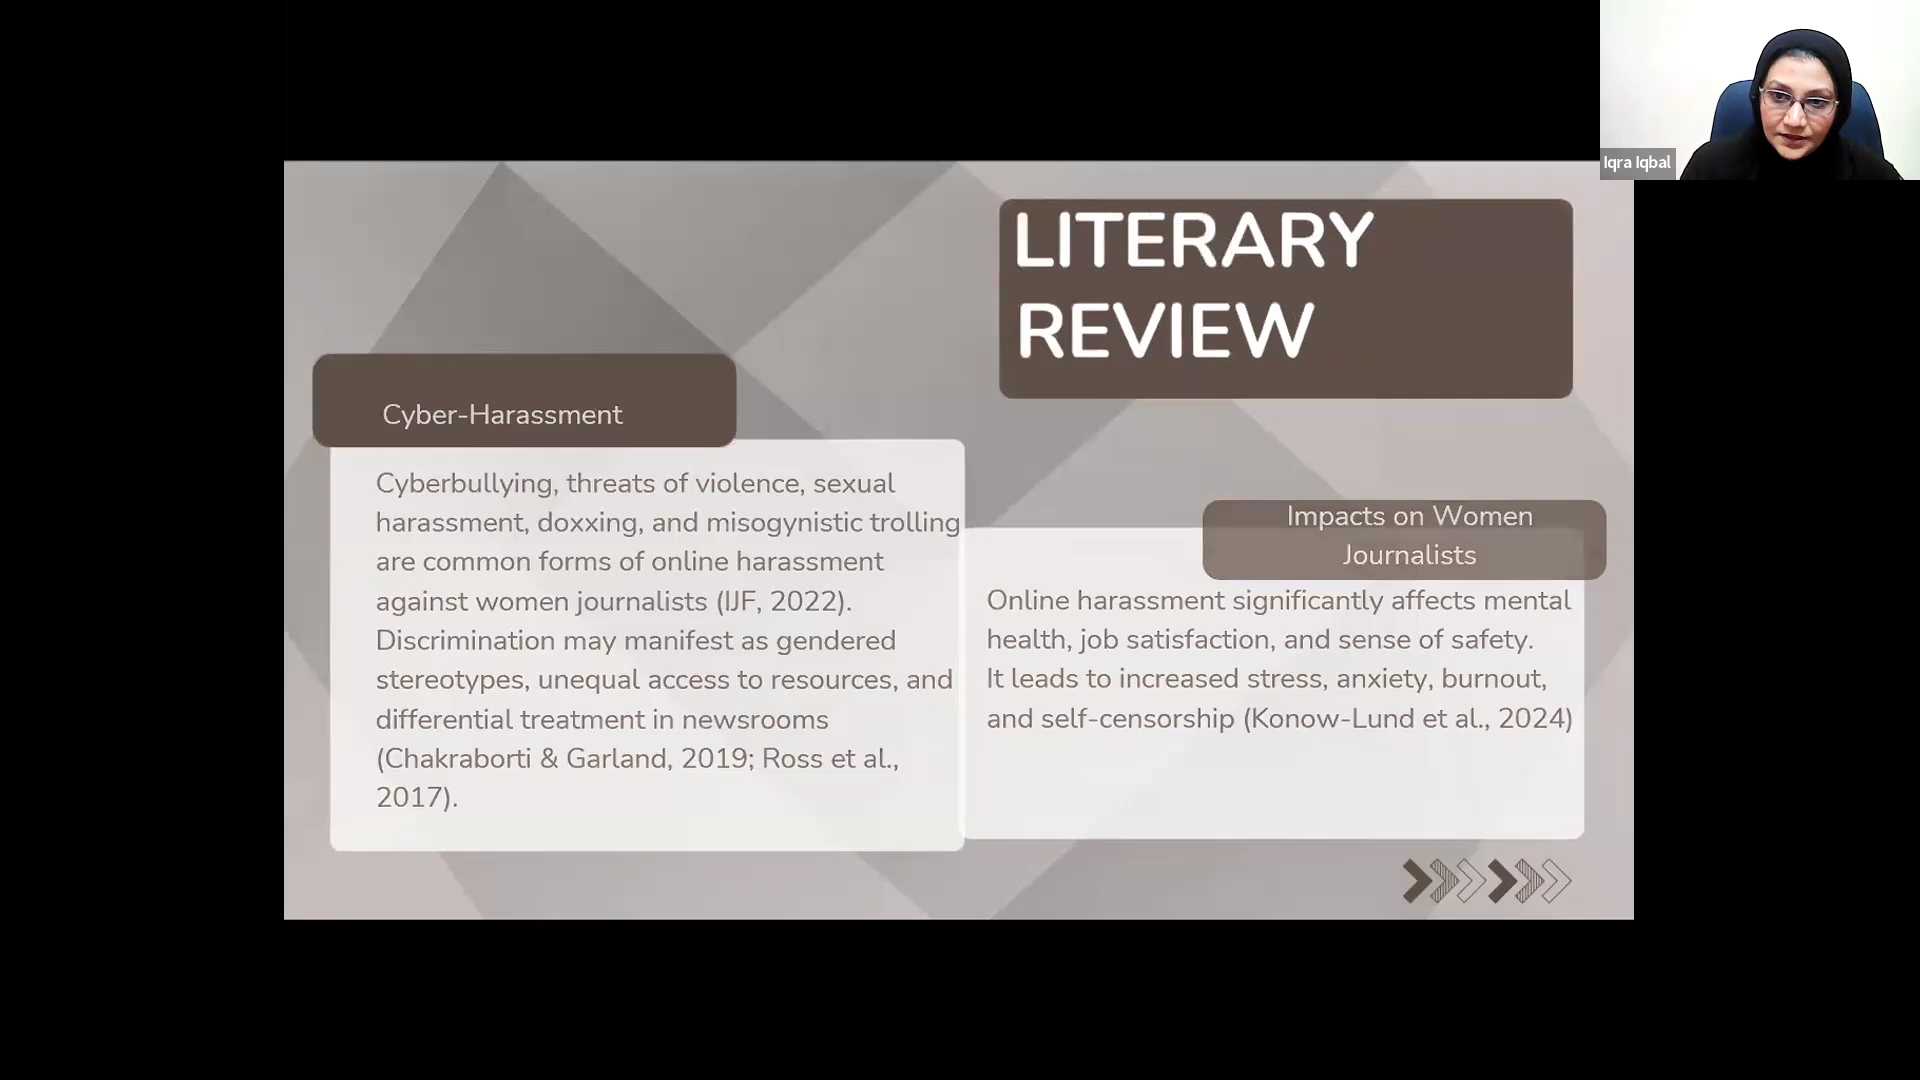 Iqra Iqbal
LITERARY
REVIEW
Cyber-Harassment
Cyberbullying, threats of violence, sexual
harassment, doxxing, and misogynistic trolling
are common forms of online harassment
against women journalists (IJF, 2022).
Discrimination may manifest as gendered
stereotypes, unequal access to resources, and
differential treatment in newsrooms
(Chakraborti & Garland, 2019; Ross et al.,
2017).
Impacts on Women
Journalists
Online harassment significantly affects mental
health, job satisfaction, and sense of safety.
It leads to increased stress, anxiety, burnout,
and self-censorship (Konow-Lund et al., 2024)